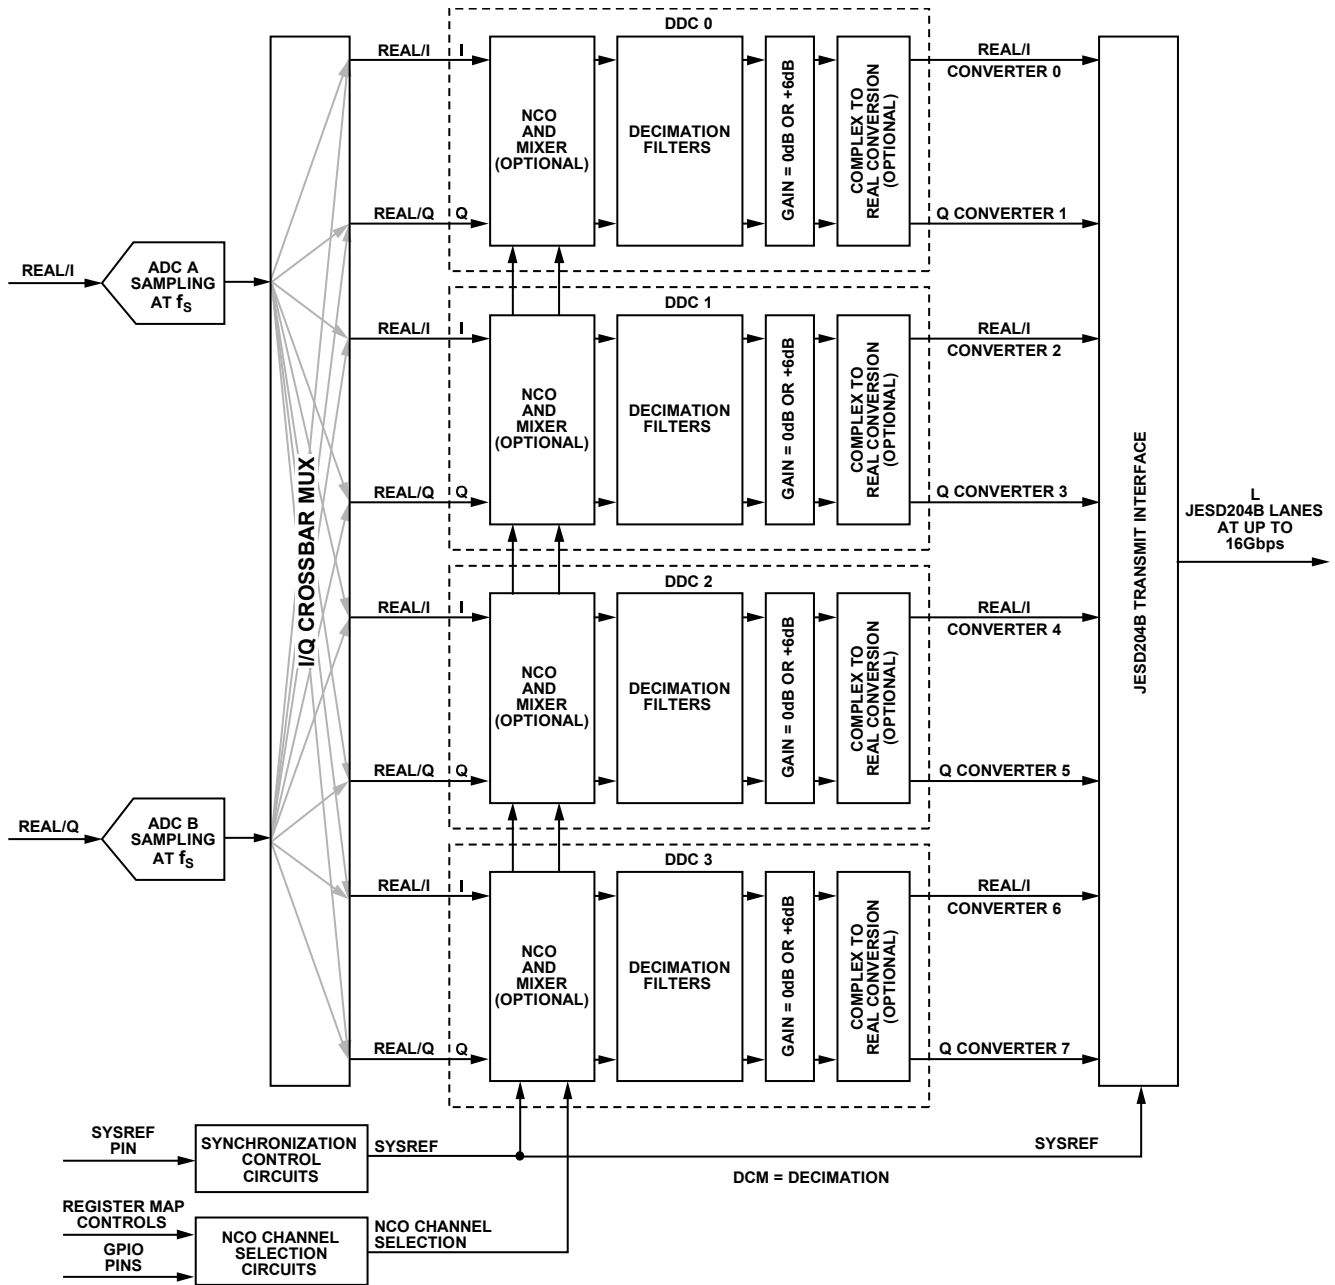 DDC 0
REAL/I
I
NCO
AND
MIXER
(OPTIONAL)
DECIMATION
FILTERS
GAIN = 0dB OR +6dB
COMPLEX TO
REAL CONVERSION
(OPTIONAL)
REAL/I
CONVERTER 0
REAL/Q
Q
Q CONVERTER 1
REAL/I
ADC A
SAMPLING
AT fS
DDC 1
REAL/I
I
NCO
AND
MIXER
(OPTIONAL)
DECIMATION
FILTERS
GAIN = 0dB OR +6dB
COMPLEX TO
REAL CONVERSION
(OPTIONAL)
REAL/I
CONVERTER 2
REAL/Q
Q
Q CONVERTER 3
I/Q CROSSBAR MUX
JESD204B TRANSMIT INTERFACE
L
JESD204B LANES
AT UP TO
16Gbps
DDC 2
REAL/I
I
NCO
AND
MIXER
(OPTIONAL)
DECIMATION
FILTERS
GAIN = 0dB OR +6dB
COMPLEX TO
REAL CONVERSION
(OPTIONAL)
REAL/I
CONVERTER 4
REAL/Q
Q
Q CONVERTER 5
REAL/Q
ADC B
SAMPLING
AT fS
DDC 3
REAL/I
I
NCO
AND
MIXER
(OPTIONAL)
DECIMATION
FILTERS
GAIN = 0dB OR +6dB
COMPLEX TO
REAL CONVERSION
(OPTIONAL)
REAL/I
CONVERTER 6
REAL/Q
Q
Q CONVERTER 7
SYSREF
PIN
SYNCHRONIZATION
CONTROL
CIRCUITS
SYSREF
SYSREF
DCM = DECIMATION
REGISTER MAP
CONTROLS
GPIO
PINS
NCO CHANNEL
SELECTION
CIRCUITS
NCO CHANNEL
SELECTION